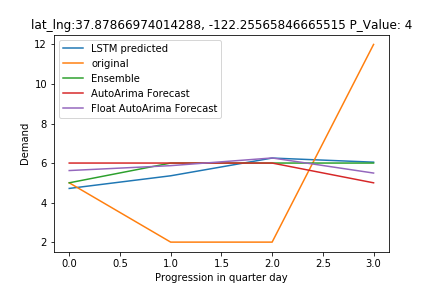 lat_lng:37.87866974014288, -122.25565846665515 P_Value: 4
12
10
8
6
4
2
Demand
LSTM predicted
original
Ensemble
AutoArima Forecast
Float AutoArima Forecast
0.0 0.5 1.0 1.5 2.0 2.5 3.0
Progression in quarter day